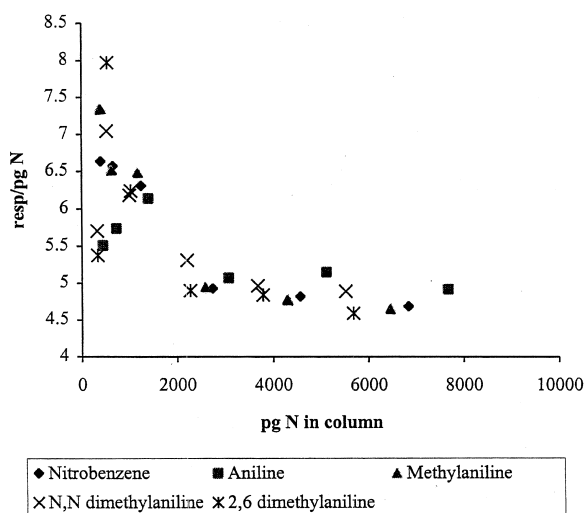 8.5
8
7.5
7
6.5
6
5.5
5
4.5
4
resp/pg N
0 2000 4000 6000 8000 10000
pg N in column
Nitrobenzene Aniline Methylaniline
N,N dimethylaniline 2,6 dimethylaniline